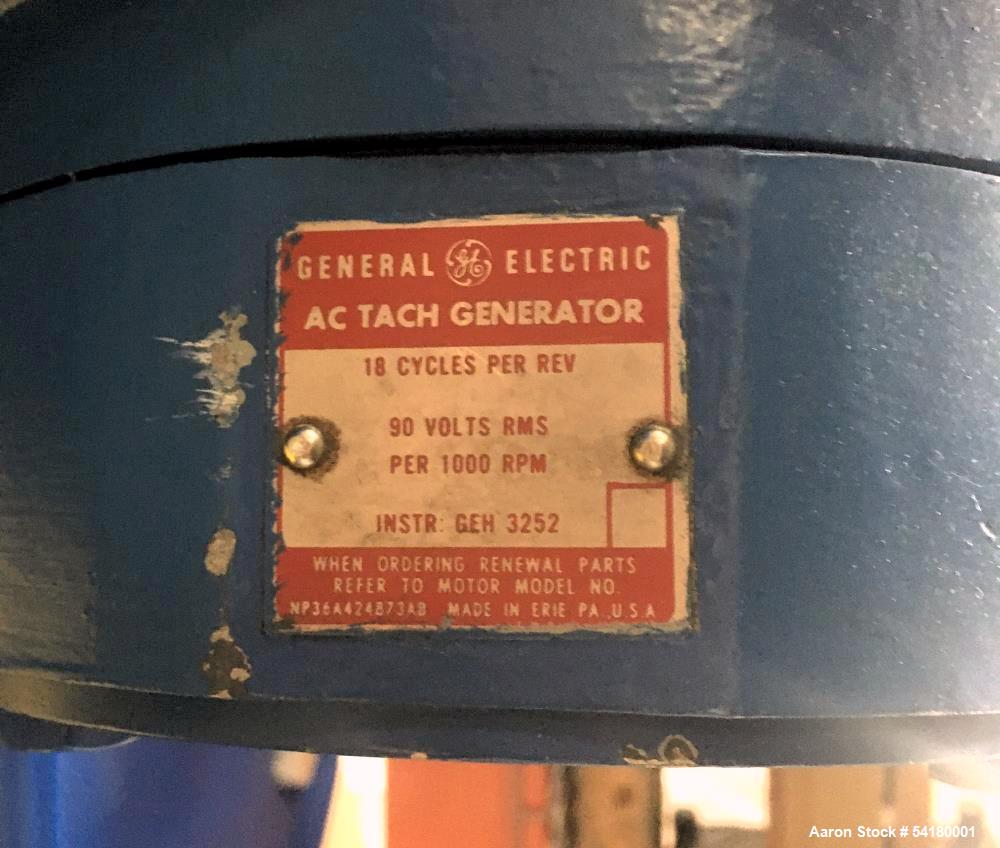 GENERAL GE ELECTRIC
AC TACH GENERATOR
18 CYCLES PER REV
90 VOLTS RMS
PER 1000 RPM
INSTR: GEH 3252
WHEN ORDERING RENEWAL PARTS
REFER TO MOTOR MODEL NO.
NP36A424873AB MADE IN ERIE PA., U.S.A
Aaron Stock # 54180001